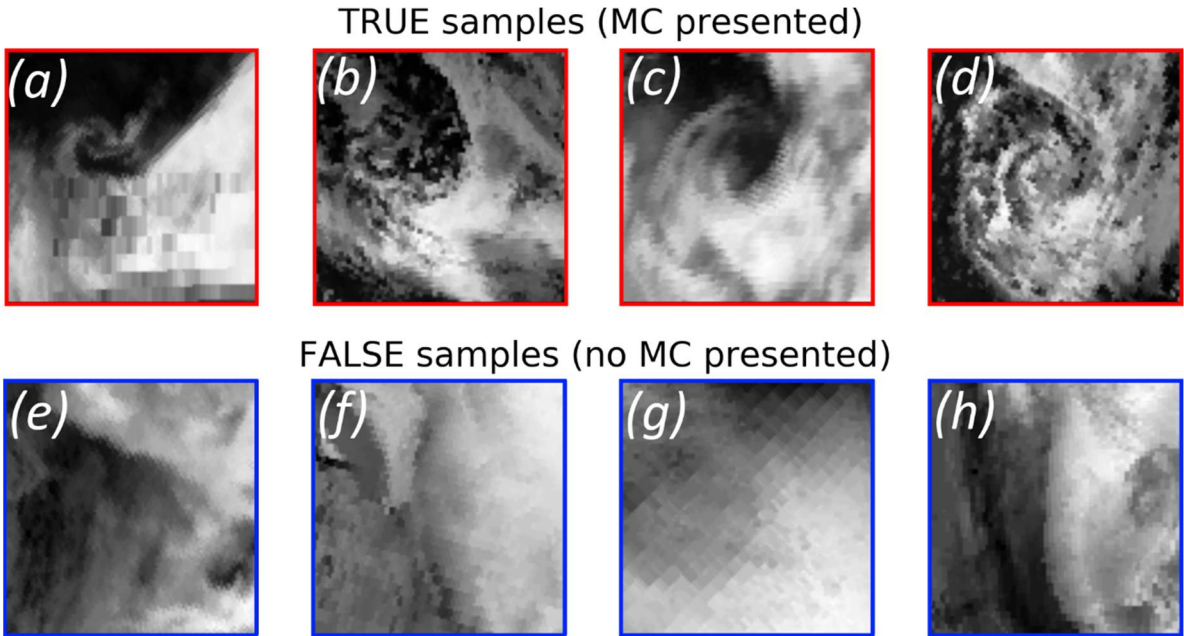 TRUE samples (MC presented)
(a) (b) (c) (d)
FALSE samples (no MC presented)
(e) (f) (g) (h)